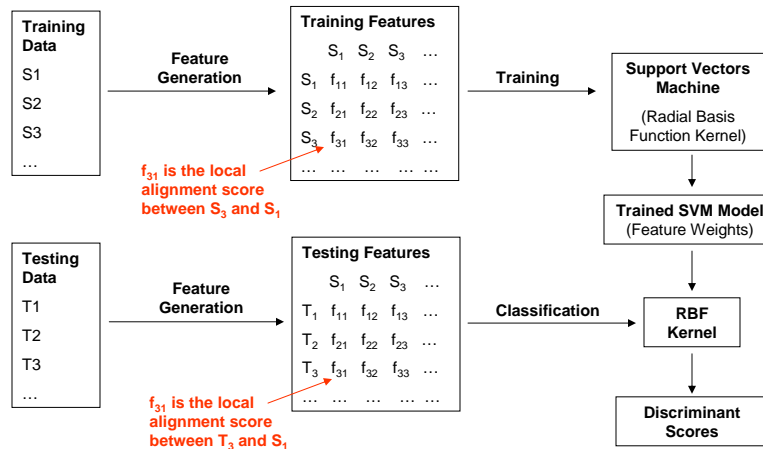 Training
Data
S1
S2
S3
…
Feature
Generation
Training Features
S1 S2 S3 …
S1 f11 f12 f13 …
S2 f21 f22 f23 …
S3 f31 f32 f33 …
… … … … …
f31 is the local
alignment score
between S3 and S1
Training
Support Vectors
Machine
(Radial Basis
Function Kernel)
Trained SVM Model
(Feature Weights)
Testing
Data
T1
T2
T3
…
Feature
Generation
Testing Features
S1 S2 S3 …
T1 f11 f12 f13 …
T2 f21 f22 f23 …
T3 f31 f32 f33 …
… … … … …
f31 is the local
alignment score
between T3 and S1
Classification
RBF
Kernel
Discriminant
Scores